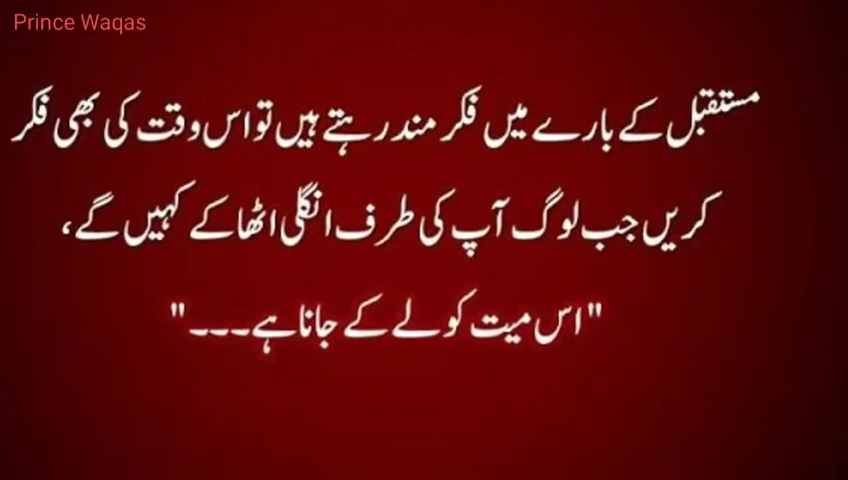 Prince Waqas
مستقبل کے بارے میں فکر مند رہتے ہیں تو اس وقت کی بھی فکر
کریں جب لوگ آپ کی طرف انگلی اٹھا کے کہیں گے،
"اس میت کو لے کے جانا ہے۔۔۔"